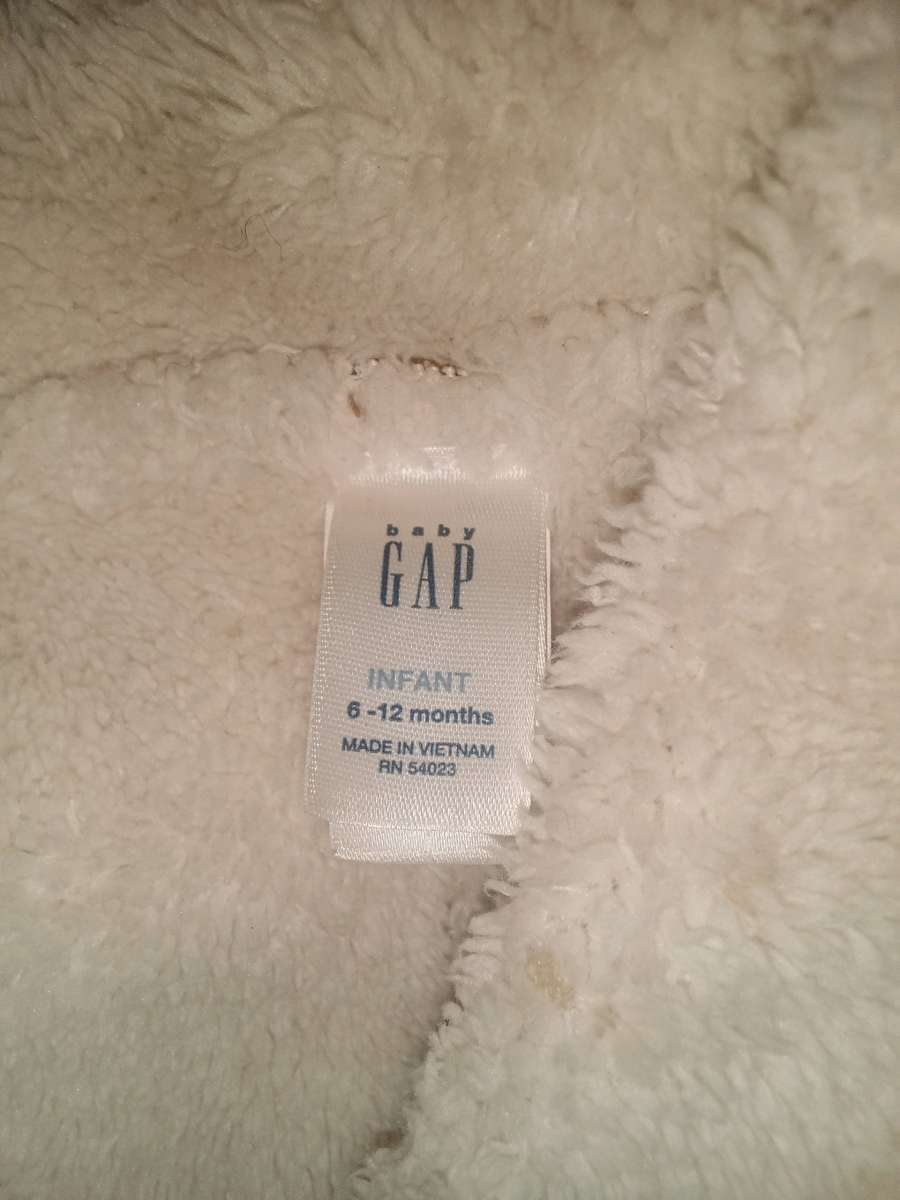 baby
GAP
INFANT
6 -12 months
MADE IN VIETNAM
RN 54023